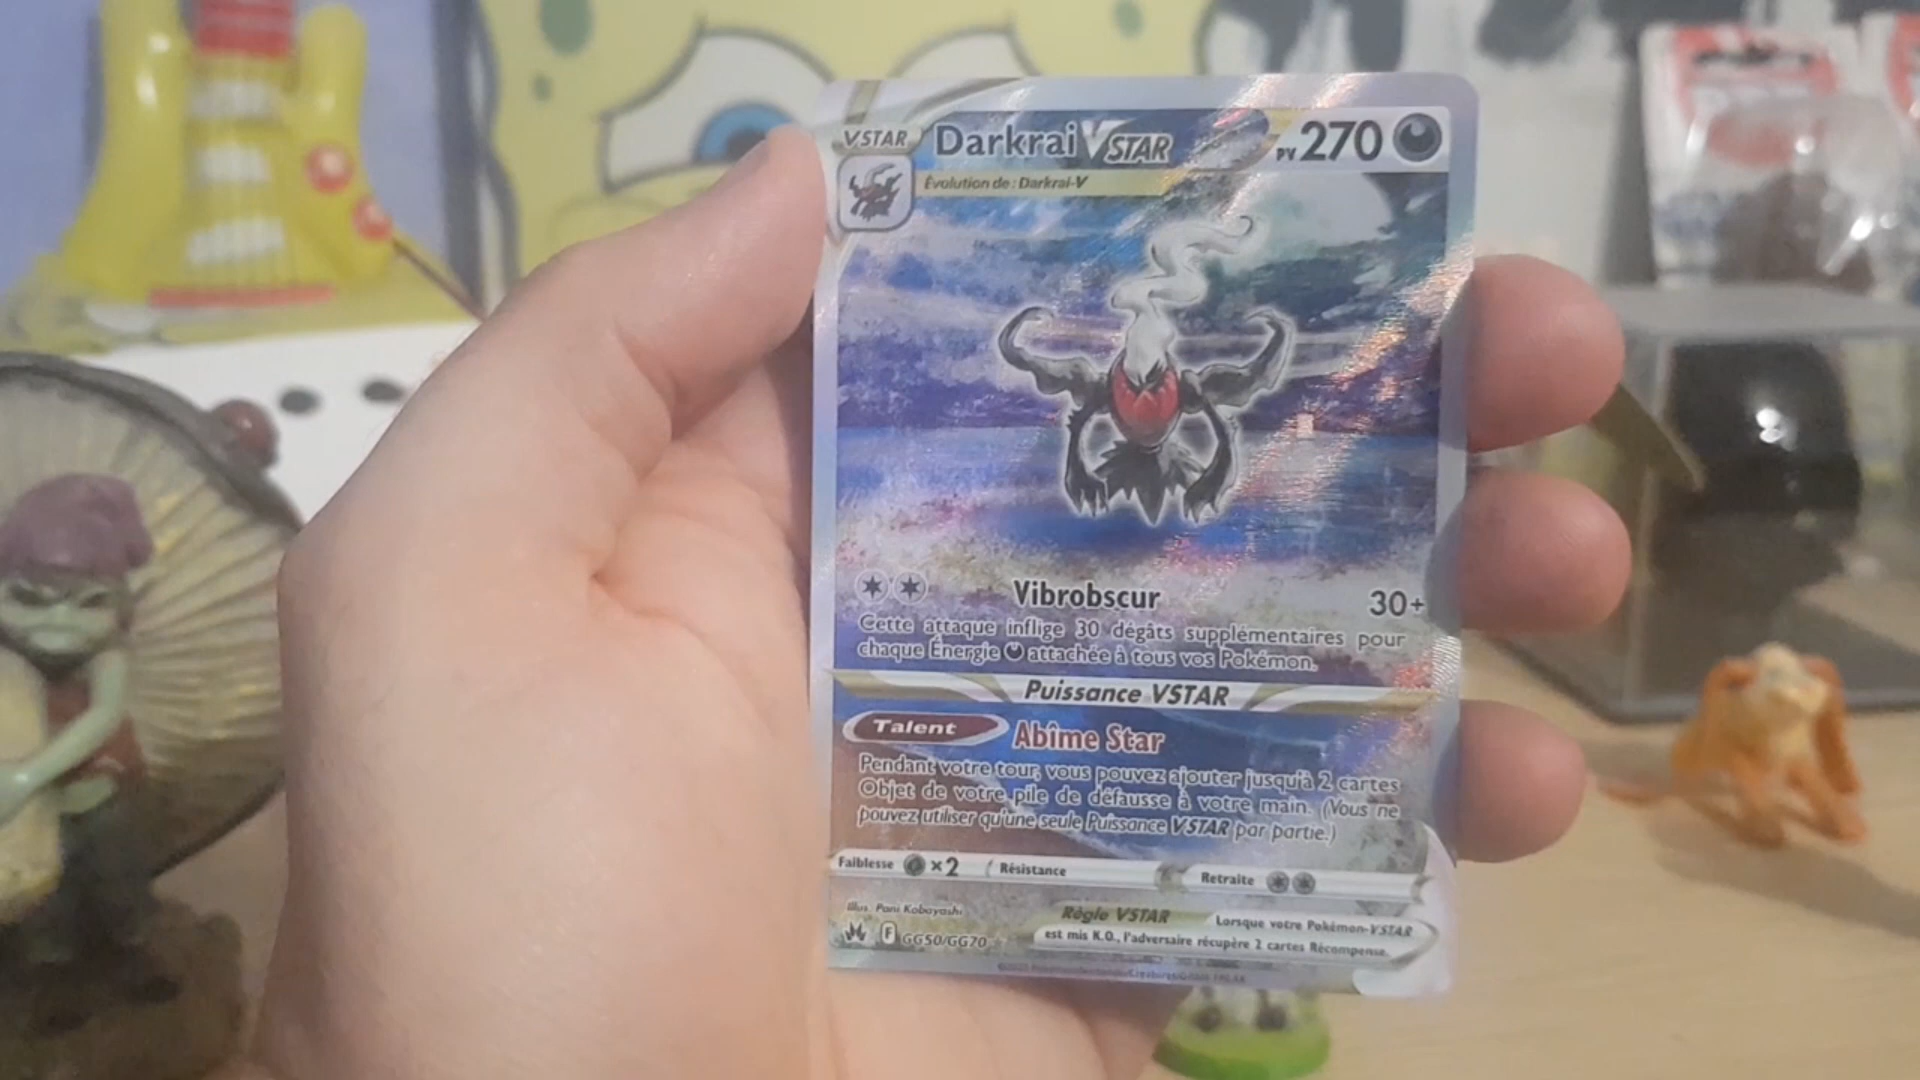 VSTAR Darkrai VSTAR PV 270
Évolution de : Darkrai-V
Vibrobscur 30+
Cette attaque inflige 30 dégâts supplémentaires pour
chaque Énergie attachée à tous vos Pokémon.
Puissance VSTAR
Talent Abîme Star
Pendant votre tour, vous pouvez ajouter jusqu'à 2 cartes
Objet de votre pile de défausse à votre main. (Vous ne
pouvez utiliser qu'une seule Puissance VSTAR par partie.)
Faiblesse ×2 Résistance Retraite
Illus. Pani Kobayashi
Règle VSTAR Lorsque votre Pokémon-VSTAR
est mis K.O., l'adversaire récupère 2 cartes Récompense.
F GG50/GG70